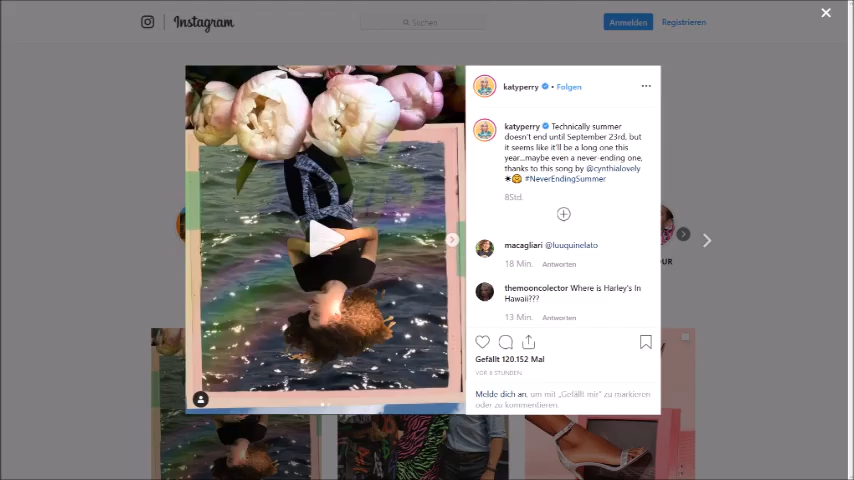 Instagram
Suchen
Anmelden
Registrieren
katyperry • Folgen
katyperry Technically summer
doesn't end until September 23rd, but
it seems like it'll be a long one this
year...maybe even a never-ending one,
thanks to this song by @cynthialovely
#NeverEndingSummer
8Std.
macagliari @luuquinelato
18 Min. Antworten
themooncolector Where is Harley's In
Hawaii???
13 Min. Antworten
Gefällt 120.152 Mal
VOR 8 STUNDEN
Melde dich an, um mit „Gefällt mir“ zu markieren
oder zu kommentieren.